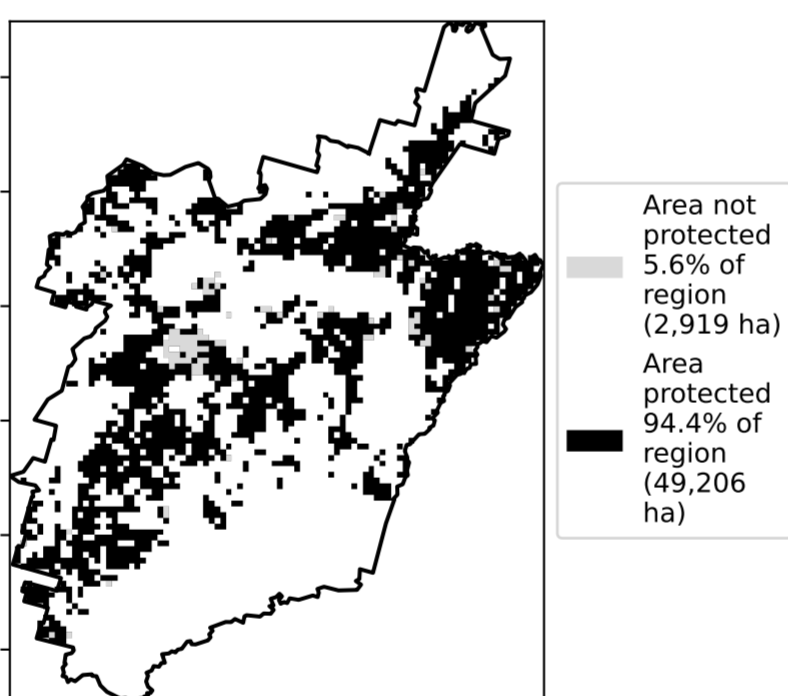 Area not
protected
5.6% of
region
(2,919 ha)
Area
protected
94.4% of
region
(49,206
ha)